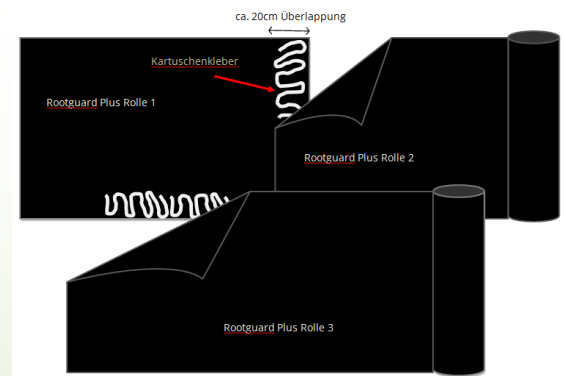 ca. 20cm Überlappung
Kartuschenkleber
Rootguard Plus Rolle 1
Rootguard Plus Rolle 2
Rootguard Plus Rolle 3